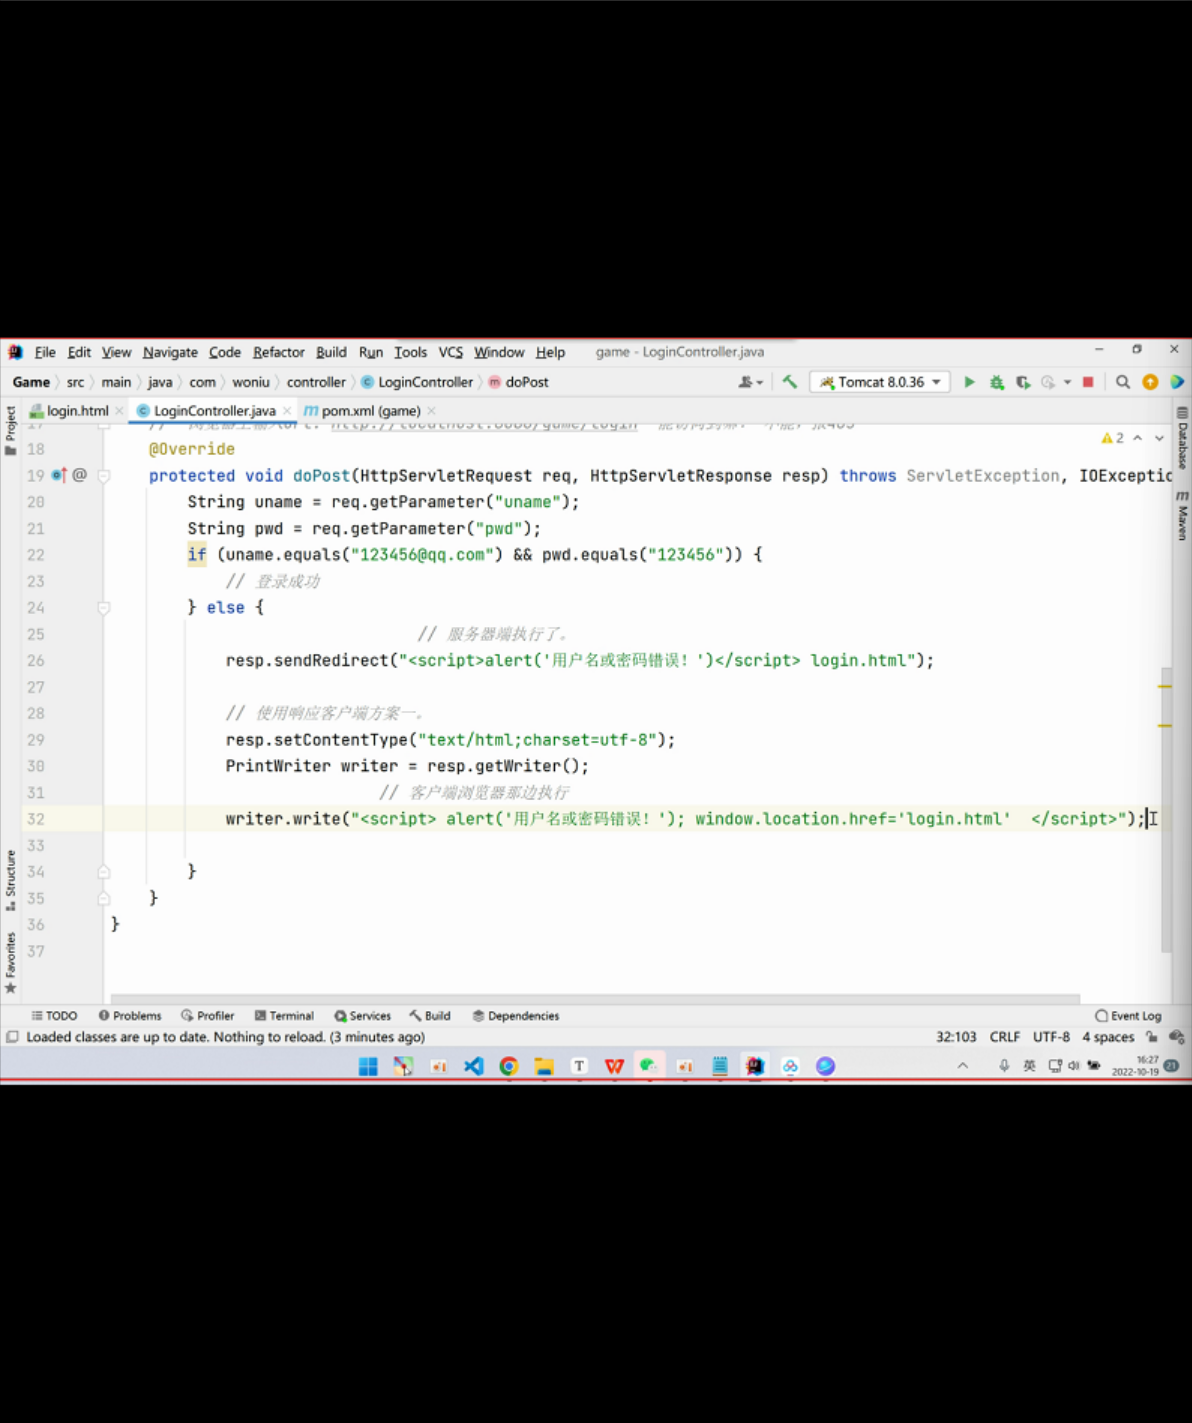 File Edit View Navigate Code Refactor Build Run Tools VCS Window Help game - LoginController.java
Game src main java com woniu controller LoginController doPost Tomcat 8.0.36
login.html LoginController.java pom.xml (game)
Project
Database
Maven
Structure
Favorites
2
18 @Override
19 @ protected void doPost(HttpServletRequest req, HttpServletResponse resp) throws ServletException, IOExceptio
20 String uname = req.getParameter("uname");
21 String pwd = req.getParameter("pwd");
22 if (uname.equals("123456@qq.com") && pwd.equals("123456")) {
23 // 登录成功
24 } else {
25 // 服务器端执行了。
26 resp.sendRedirect("<script>alert('用户名或密码错误！')</script> login.html");
27
28 // 使用响应客户端方案一。
29 resp.setContentType("text/html;charset=utf-8");
30 PrintWriter writer = resp.getWriter();
31 // 客户端浏览器那边执行
32 writer.write("<script> alert('用户名或密码错误！'); window.location.href='login.html'  </script>");
33
34 }
35 }
36 }
37
TODO Problems Profiler Terminal Services Build Dependencies Event Log
Loaded classes are up to date. Nothing to reload. (3 minutes ago) 32:103 CRLF UTF-8 4 spaces
英 16:27
2022-10-19 21